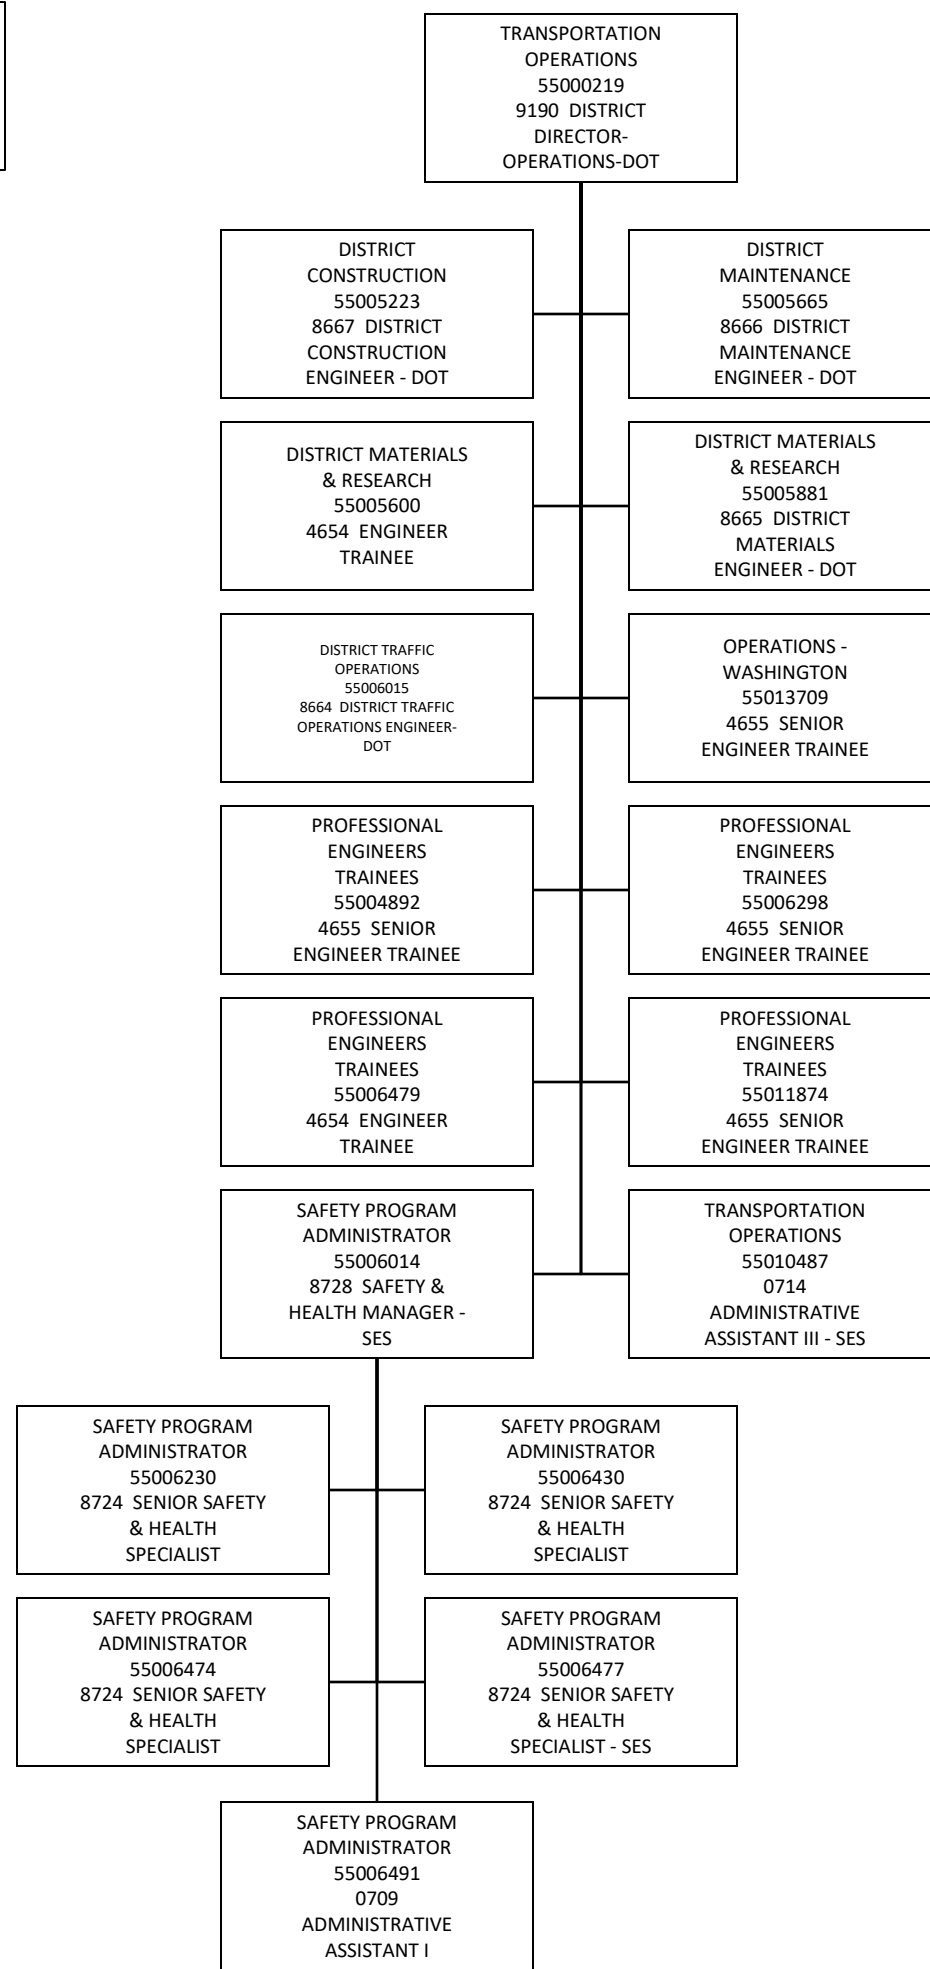 TRANSPORTATION
OPERATIONS
55000219
9190 DISTRICT
DIRECTOR-
OPERATIONS-DOT
DISTRICT
CONSTRUCTION
55005223
8667 DISTRICT
CONSTRUCTION
ENGINEER - DOT
DISTRICT
MAINTENANCE
55005665
8666 DISTRICT
MAINTENANCE
ENGINEER - DOT
DISTRICT MATERIALS
& RESEARCH
55005600
4654 ENGINEER
TRAINEE
DISTRICT MATERIALS
& RESEARCH
55005881
8665 DISTRICT
MATERIALS
ENGINEER - DOT
DISTRICT TRAFFIC
OPERATIONS
55006015
8664 DISTRICT TRAFFIC
OPERATIONS ENGINEER-
DOT
OPERATIONS -
WASHINGTON
55013709
4655 SENIOR
ENGINEER TRAINEE
PROFESSIONAL
ENGINEERS
TRAINEES
55004892
4655 SENIOR
ENGINEER TRAINEE
PROFESSIONAL
ENGINEERS
TRAINEES
55006298
4655 SENIOR
ENGINEER TRAINEE
PROFESSIONAL
ENGINEERS
TRAINEES
55006479
4654 ENGINEER
TRAINEE
PROFESSIONAL
ENGINEERS
TRAINEES
55011874
4655 SENIOR
ENGINEER TRAINEE
SAFETY PROGRAM
ADMINISTRATOR
55006014
8728 SAFETY &
HEALTH MANAGER -
SES
TRANSPORTATION
OPERATIONS
55010487
0714
ADMINISTRATIVE
ASSISTANT III - SES
SAFETY PROGRAM
ADMINISTRATOR
55006230
8724 SENIOR SAFETY
& HEALTH
SPECIALIST
SAFETY PROGRAM
ADMINISTRATOR
55006430
8724 SENIOR SAFETY
& HEALTH
SPECIALIST
SAFETY PROGRAM
ADMINISTRATOR
55006474
8724 SENIOR SAFETY
& HEALTH
SPECIALIST
SAFETY PROGRAM
ADMINISTRATOR
55006477
8724 SENIOR SAFETY
& HEALTH
SPECIALIST - SES
SAFETY PROGRAM
ADMINISTRATOR
55006491
0709
ADMINISTRATIVE
ASSISTANT I